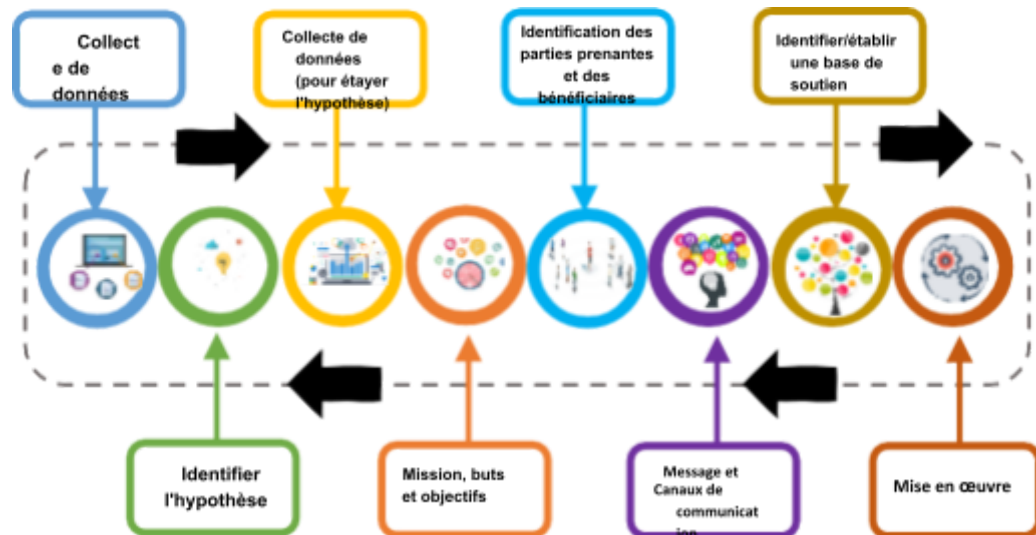 Collect
e de
données
Collecte de
données
(pour étayer
l'hypothèse)
Identification des
parties prenantes
et des
bénéficiaires
Identifier/établir
une base de
soutien
Identifier
l'hypothèse
Mission, buts
et objectifs
Message et
Canaux de
communicat
ion
Mise en œuvre